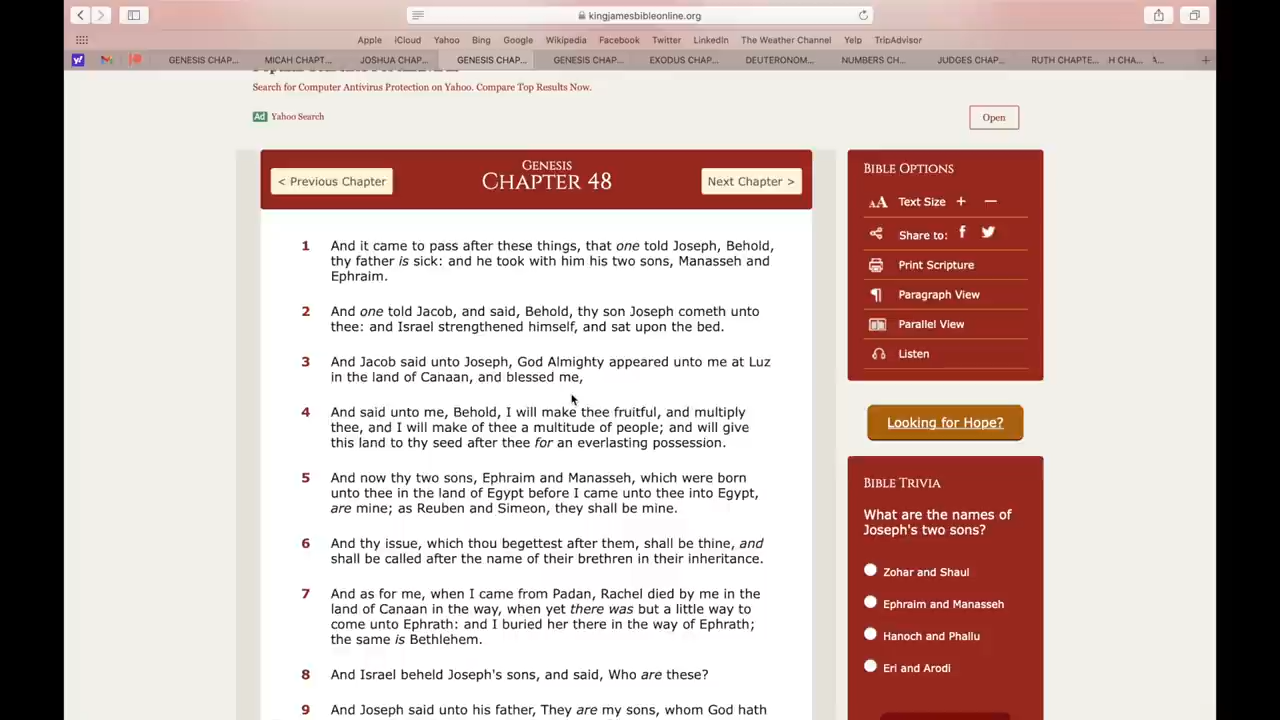 kingjamesbibleonline.org
Apple iCloud Yahoo Bing Google Wikipedia Facebook Twitter LinkedIn The Weather Channel Yelp TripAdvisor
GENESIS CHAP... MICAH CHAPT... JOSHUA CHAP... GENESIS CHAP... GENESIS CHAP... EXODUS CHAP... DEUTERONOM... NUMBERS CH... JUDGES CHAP... RUTH CHAPTE... H CHA...
Search for Computer Antivirus Protection on Yahoo. Compare Top Results Now.
Ad Yahoo Search
Open
< Previous Chapter
GENESIS
CHAPTER 48
Next Chapter >
1 And it came to pass after these things, that one told Joseph, Behold,
thy father is sick: and he took with him his two sons, Manasseh and
Ephraim.
2 And one told Jacob, and said, Behold, thy son Joseph cometh unto
thee: and Israel strengthened himself, and sat upon the bed.
3 And Jacob said unto Joseph, God Almighty appeared unto me at Luz
in the land of Canaan, and blessed me,
4 And said unto me, Behold, I will make thee fruitful, and multiply
thee, and I will make of thee a multitude of people; and will give
this land to thy seed after thee for an everlasting possession.
5 And now thy two sons, Ephraim and Manasseh, which were born
unto thee in the land of Egypt before I came unto thee into Egypt,
are mine; as Reuben and Simeon, they shall be mine.
6 And thy issue, which thou begettest after them, shall be thine, and
shall be called after the name of their brethren in their inheritance.
7 And as for me, when I came from Padan, Rachel died by me in the
land of Canaan in the way, when yet there was but a little way to
come unto Ephrath: and I buried her there in the way of Ephrath;
the same is Bethlehem.
8 And Israel beheld Joseph's sons, and said, Who are these?
9 And Joseph said unto his father, They are my sons, whom God hath
BIBLE OPTIONS
AA Text Size + −
Share to:
Print Scripture
Paragraph View
Parallel View
Listen
Looking for Hope?
BIBLE TRIVIA
What are the names of
Joseph's two sons?
Zohar and Shaul
Ephraim and Manasseh
Hanoch and Phallu
Eri and Arodi